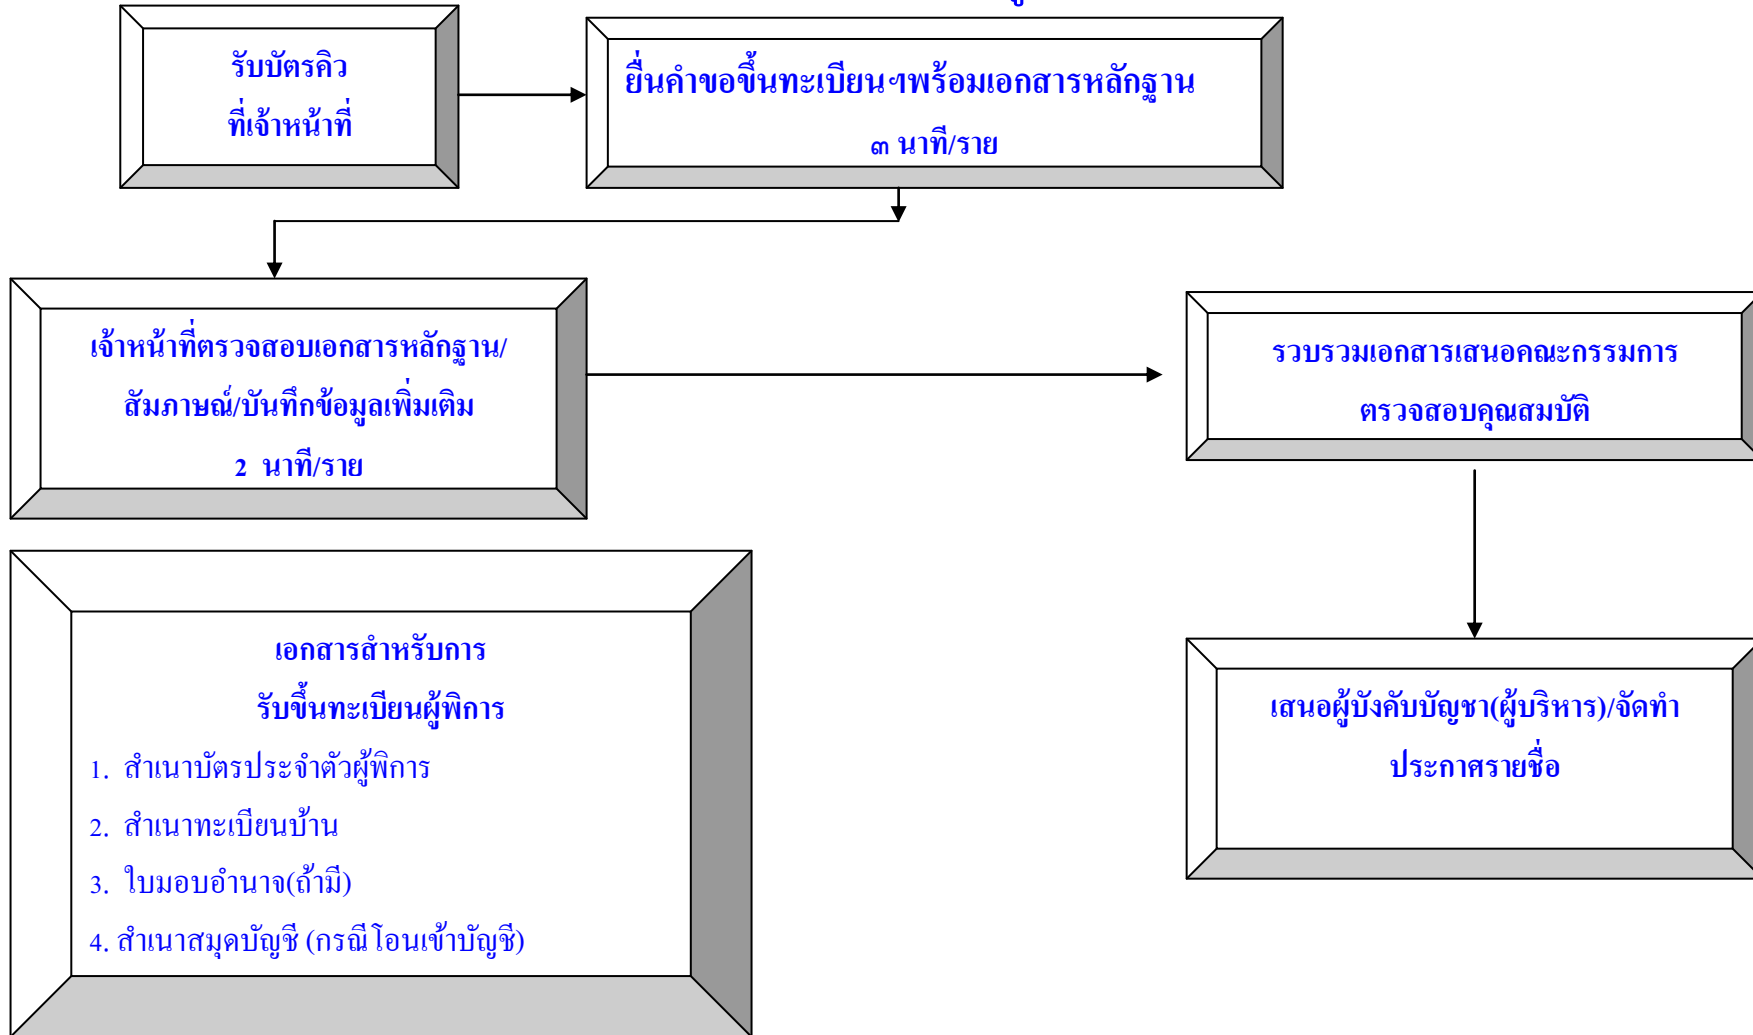 รับบัตรคิว
ที่เจ้าหน้าที่
ยื่นคำขอขึ้นทะเบียนฯพร้อมเอกสารหลักฐาน
๓ นาที/ราย
เจ้าหน้าที่ตรวจสอบเอกสารหลักฐาน/
สัมภาษณ์/บันทึกข้อมูลเพิ่มเติม
2 นาที/ราย
รวบรวมเอกสารเสนอคณะกรรมการ
ตรวจสอบคุณสมบัติ
เสนอผู้บังคับบัญชา(ผู้บริหาร)/จัดทำ
ประกาศรายชื่อ
เอกสารสำหรับการ
รับขึ้นทะเบียนผู้พิการ
1. สำเนาบัตรประจำตัวผู้พิการ
2. สำเนาทะเบียนบ้าน
3. ใบมอบอำนาจ(ถ้ามี)
4. สำเนาสมุดบัญชี (กรณีโอนเข้าบัญชี)